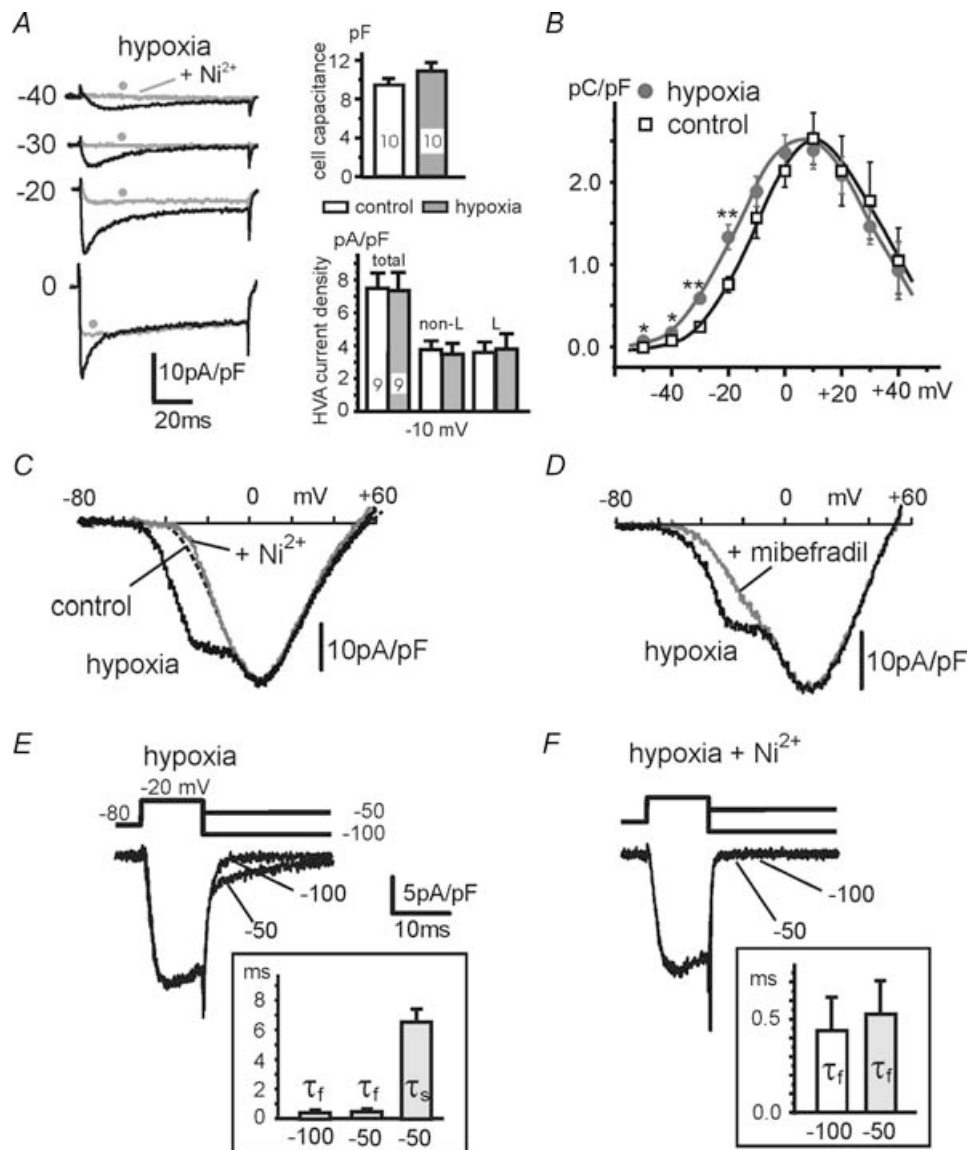 A
hypoxia
+ Ni²⁺
-40
-30
-20
0
10pA/pF
20ms
pF
12
8
4
0
cell capacitance
10
10
control
hypoxia
pA/pF
total
non-L
L
8
6
4
2
0
HVA current density
9
9
-10 mV
B
pC/pF
hypoxia
control
2.0
1.0
0.0
*
*
**
**
-40
-20
0
+20
+40 mV
C
-80
0
mV
+60
+ Ni²⁺
control
hypoxia
10pA/pF
D
-80
0
mV
+60
+ mibefradil
hypoxia
10pA/pF
E
hypoxia
-20 mV
-80
-50
-100
-100
-50
5pA/pF
10ms
ms
8
6
4
2
0
τf
τf
τs
-100
-50
-50
F
hypoxia + Ni²⁺
-100
-50
ms
0.5
0.0
τf
τf
-100
-50